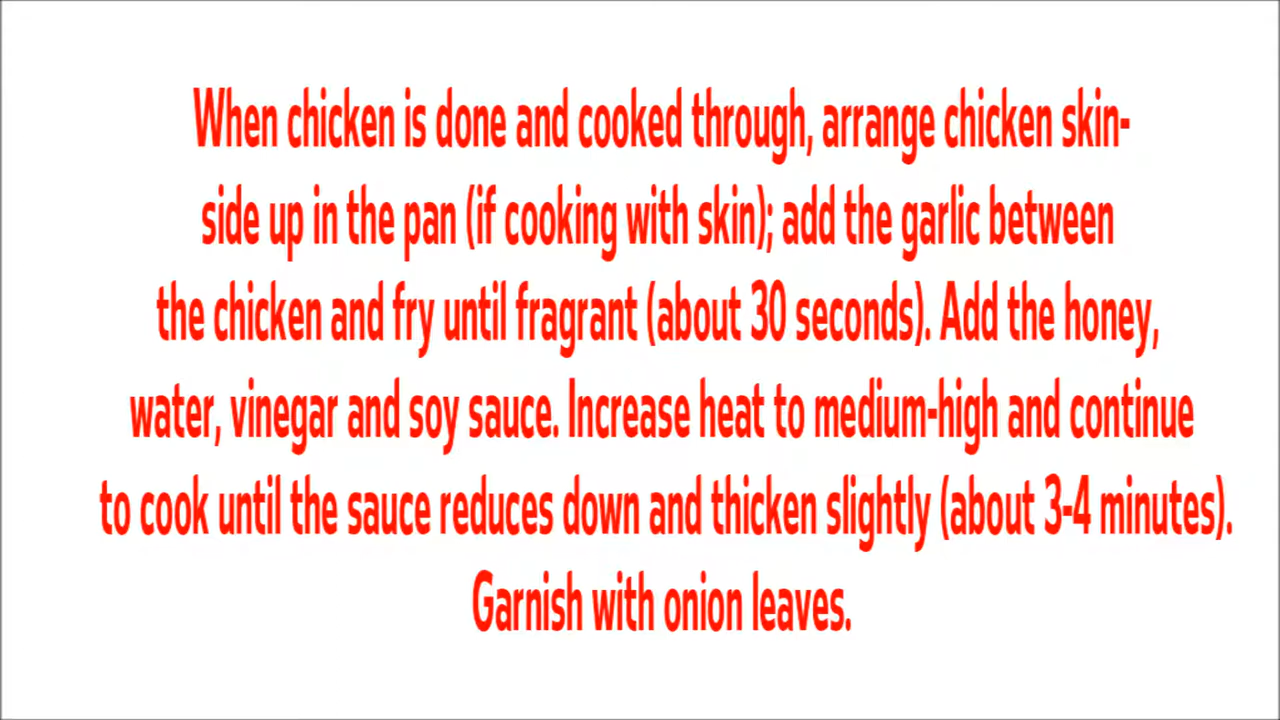 When chicken is done and cooked through, arrange chicken skin-
side up in the pan (if cooking with skin); add the garlic between
the chicken and fry until fragrant (about 30 seconds). Add the honey,
water, vinegar and soy sauce. Increase heat to medium-high and continue
to cook until the sauce reduces down and thicken slightly (about 3-4 minutes).
Garnish with onion leaves.